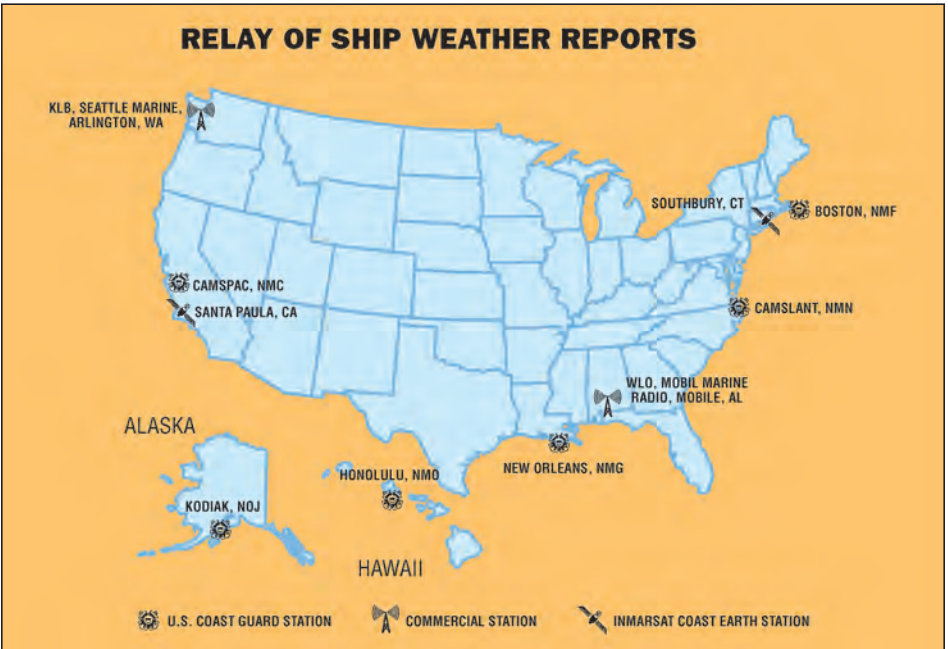 RELAY OF SHIP WEATHER REPORTS
KLB, SEATTLE MARINE,
ARLINGTON, WA
SOUTHBURY, CT
BOSTON, NMF
CAMSPAC, NMC
SANTA PAULA, CA
CAMSLANT, NMN
WLO, MOBIL MARINE
RADIO, MOBILE, AL
ALASKA
NEW ORLEANS, NMG
HONOLULU, NMO
KODIAK, NOJ
HAWAII
U.S. COAST GUARD STATION
COMMERCIAL STATION
INMARSAT COAST EARTH STATION